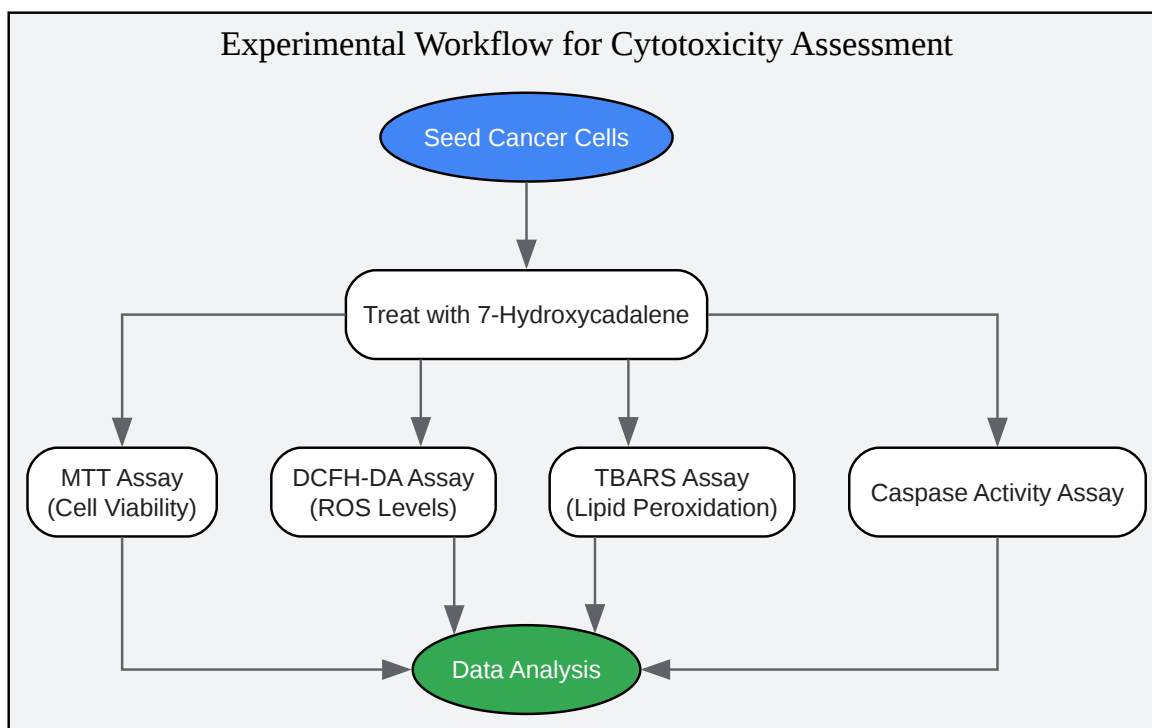 Experimental Workflow for Cytotoxicity Assessment
Seed Cancer Cells
Treat with 7-Hydroxycadalene
MTT Assay
(Cell Viability)
DCFH-DA Assay
(ROS Levels)
TBARS Assay
(Lipid Peroxidation)
Caspase Activity Assay
Data Analysis